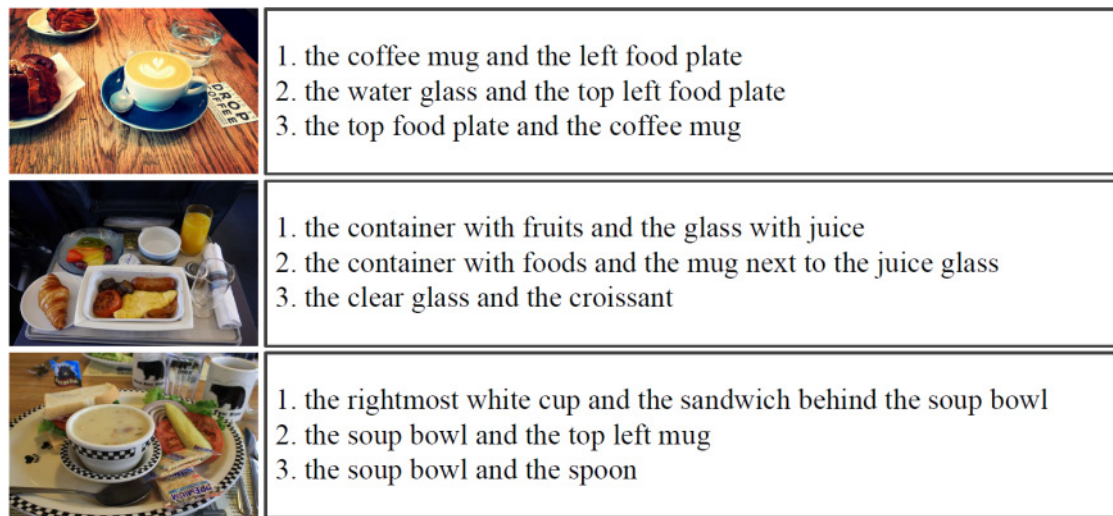 DROP
COFFEE
1. the coffee mug and the left food plate
2. the water glass and the top left food plate
3. the top food plate and the coffee mug
1. the container with fruits and the glass with juice
2. the container with foods and the mug next to the juice glass
3. the clear glass and the croissant
1. the rightmost white cup and the sandwich behind the soup bowl
2. the soup bowl and the top left mug
3. the soup bowl and the spoon